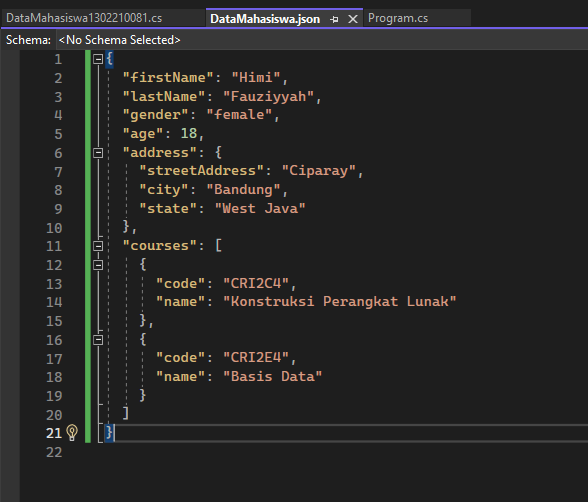 DataMahasiswa1302210081.cs DataMahasiswa.json Program.cs
Schema: <No Schema Selected>
1 {
2 "firstName": "Himi",
3 "lastName": "Fauziyyah",
4 "gender": "female",
5 "age": 18,
6 "address": {
7 "streetAddress": "Ciparay",
8 "city": "Bandung",
9 "state": "West Java"
10 },
11 "courses": [
12 {
13 "code": "CRI2C4",
14 "name": "Konstruksi Perangkat Lunak"
15 },
16 {
17 "code": "CRI2E4",
18 "name": "Basis Data"
19 }
20 ]
21 }
22